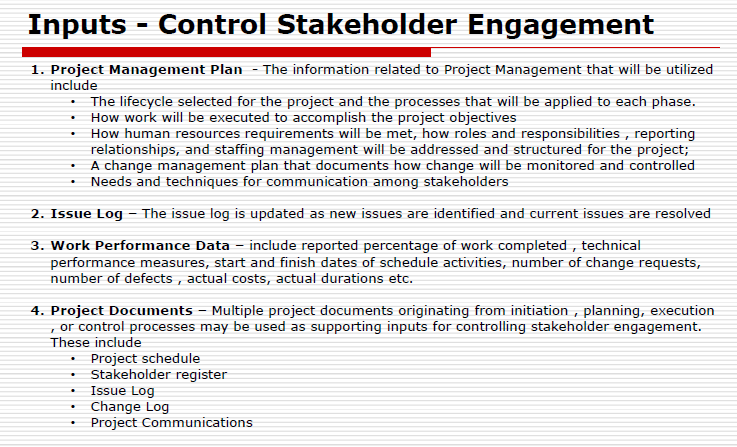 Inputs - Control Stakeholder Engagement
1. Project Management Plan - The information related to Project Management that will be utilized
include
• The lifecycle selected for the project and the processes that will be applied to each phase.
• How work will be executed to accomplish the project objectives
• How human resources requirements will be met, how roles and responsibilities , reporting
relationships, and staffing management will be addressed and structured for the project;
• A change management plan that documents how change will be monitored and controlled
• Needs and techniques for communication among stakeholders
2. Issue Log – The issue log is updated as new issues are identified and current issues are resolved
3. Work Performance Data – include reported percentage of work completed , technical
performance measures, start and finish dates of schedule activities, number of change requests,
number of defects , actual costs, actual durations etc.
4. Project Documents – Multiple project documents originating from initiation , planning, execution
, or control processes may be used as supporting inputs for controlling stakeholder engagement.
These include
• Project schedule
• Stakeholder register
• Issue Log
• Change Log
• Project Communications